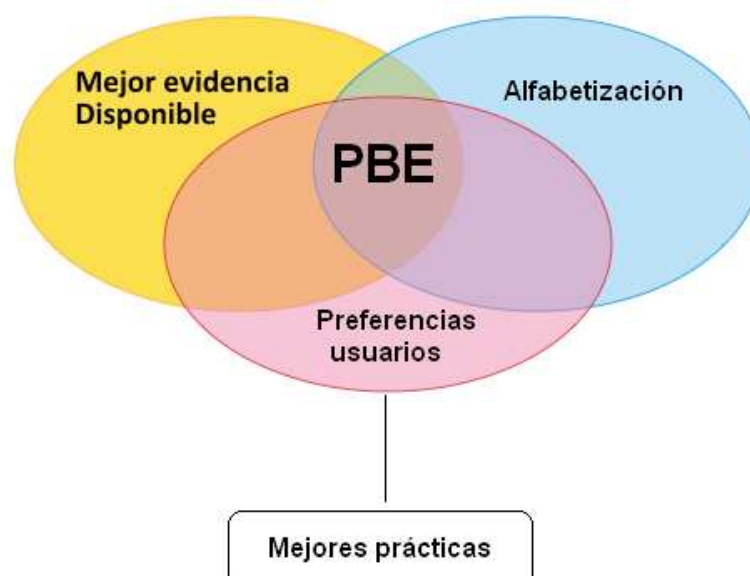 Mejor evidencia
Disponible
Alfabetización
PBE
Preferencias
usuarios
Mejores prácticas